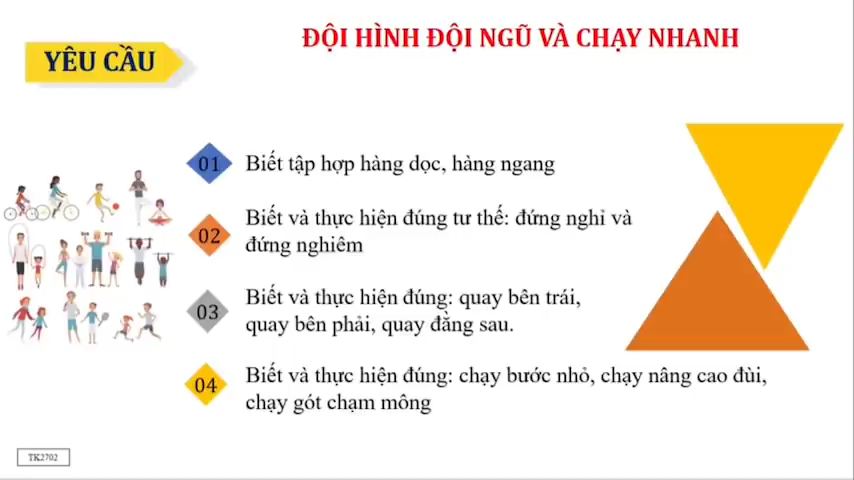 ĐỘI HÌNH ĐỘI NGŨ VÀ CHẠY NHANH
YÊU CẦU
01 Biết tập hợp hàng dọc, hàng ngang
02 Biết và thực hiện đúng tư thế: đứng nghỉ và
đứng nghiêm
03 Biết và thực hiện đúng: quay bên trái,
quay bên phải, quay đằng sau.
04 Biết và thực hiện đúng: chạy bước nhỏ, chạy nâng cao đùi,
chạy gót chạm mông
TK2702